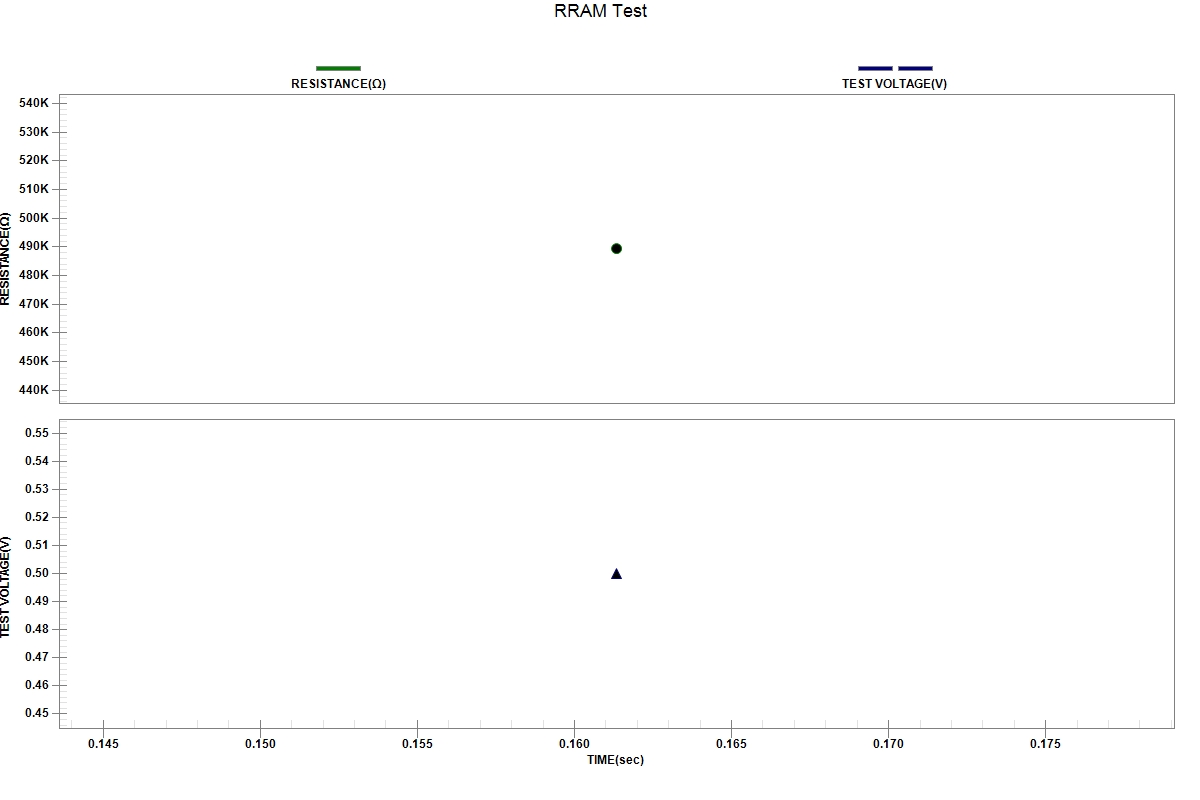 RRAM Test
RESISTANCE(Ω)
TEST VOLTAGE(V)
540K
530K
520K
510K
500K
490K
480K
470K
460K
450K
440K
RESISTANCE(Ω)
0.55
0.54
0.53
0.52
0.51
0.50
0.49
0.48
0.47
0.46
0.45
TEST VOLTAGE(V)
0.145 0.150 0.155 0.160 0.165 0.170 0.175
TIME(sec)